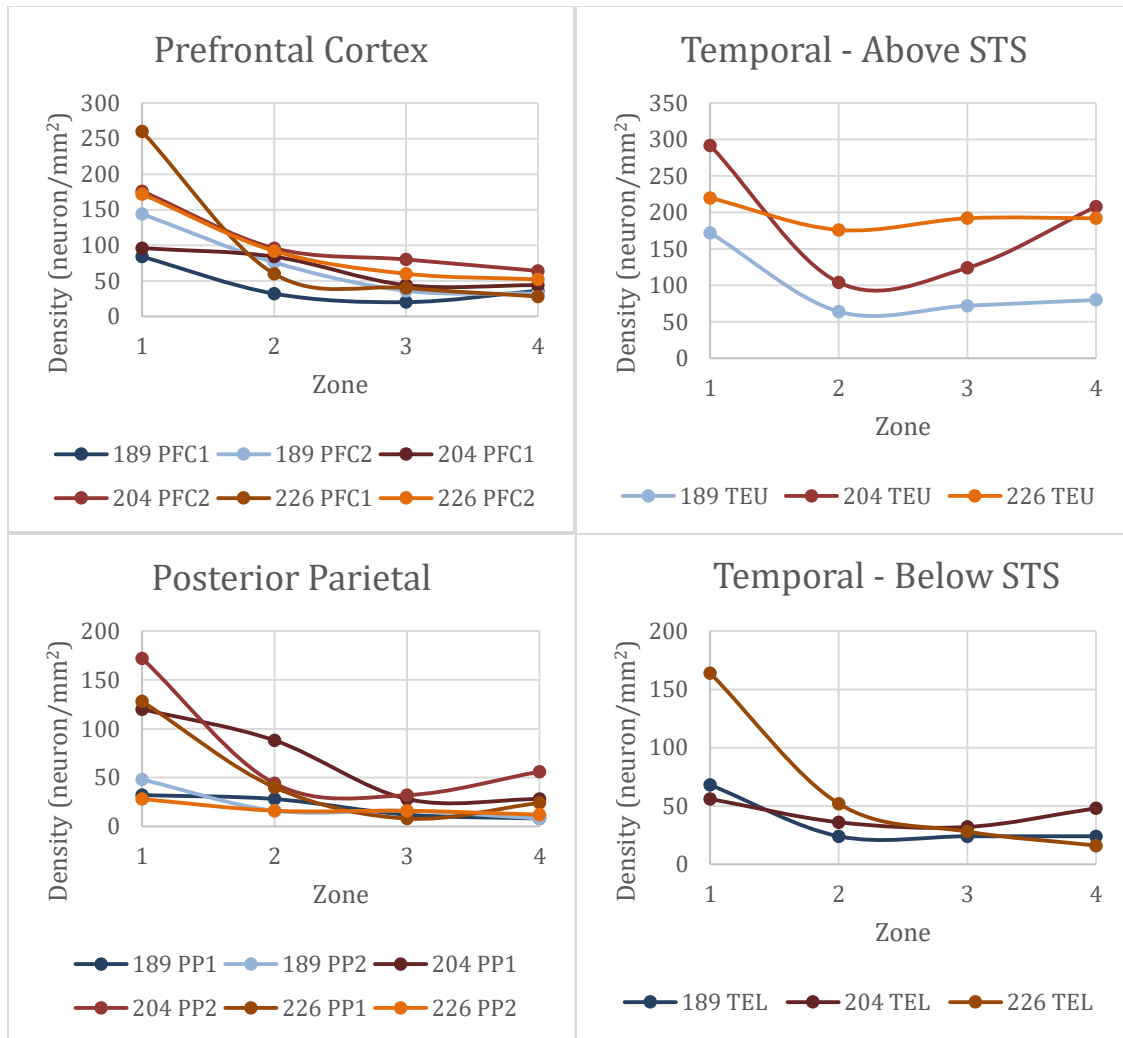 Prefrontal Cortex
Density (neuron/mm²)
300
250
200
150
100
50
0
1 2 3 4
Zone
189 PFC1 189 PFC2 204 PFC1
204 PFC2 226 PFC1 226 PFC2
Temporal - Above STS
Density (neuron/mm²)
350
300
250
200
150
100
50
0
1 2 3 4
Zone
189 TEU 204 TEU 226 TEU
Posterior Parietal
Density (neuron/mm²)
200
150
100
50
0
1 2 3 4
Zone
189 PP1 189 PP2 204 PP1
204 PP2 226 PP1 226 PP2
Temporal - Below STS
Density (neuron/mm²)
200
150
100
50
0
1 2 3 4
Zone
189 TEL 204 TEL 226 TEL